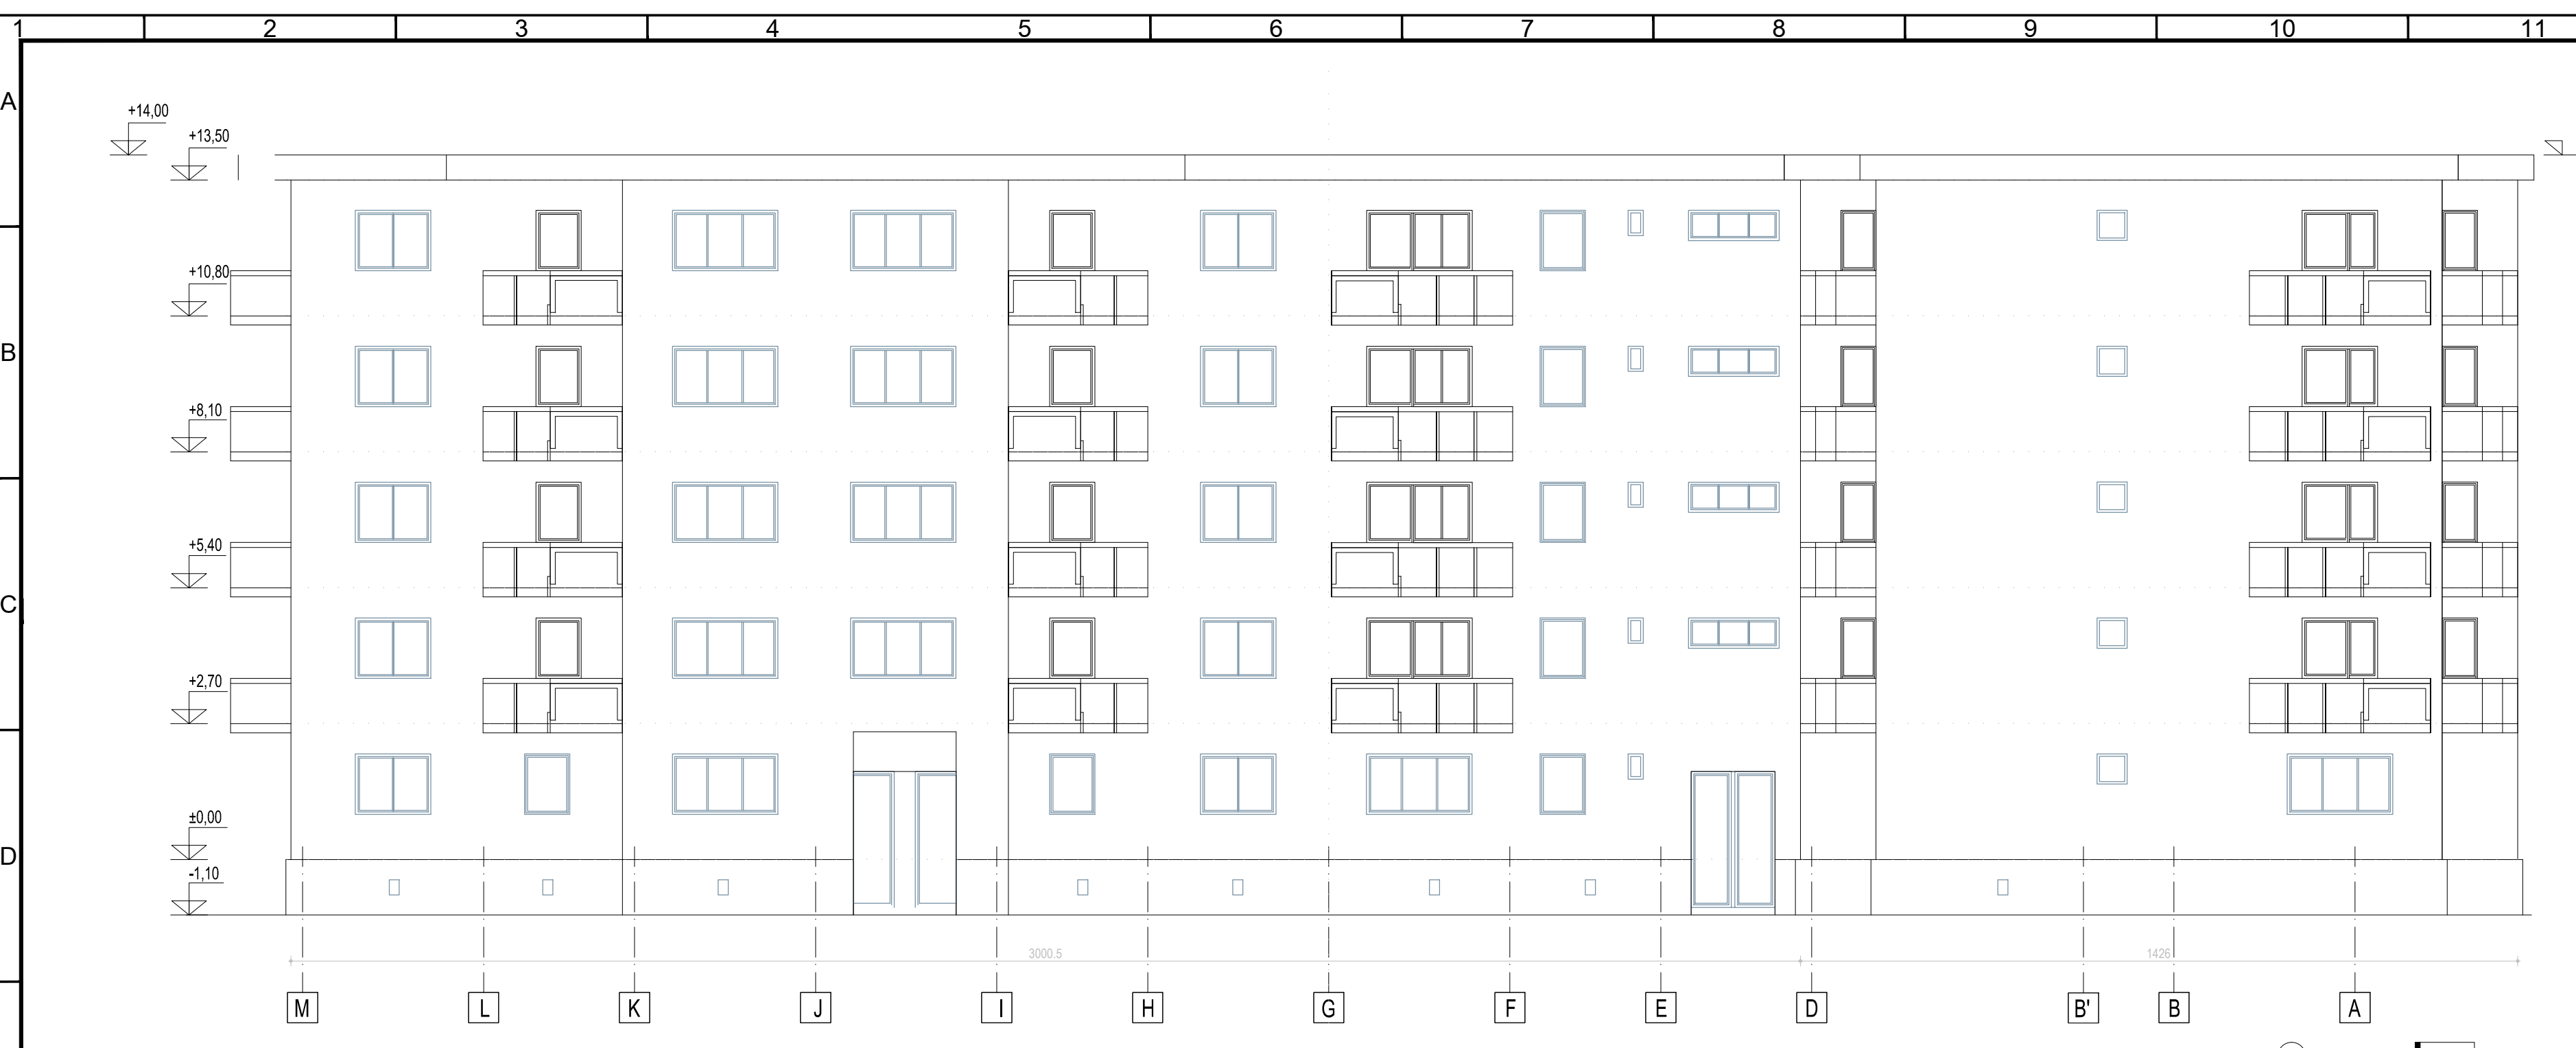 1 2 3 4 5 6 7 8 9 10 11
A
+14,00
+13,50
+10,80
B
+8,10
+5,40
C
+2,70
±0,00
D
-1,10
3000.5 1426
M L K J I H G F E D B' B A